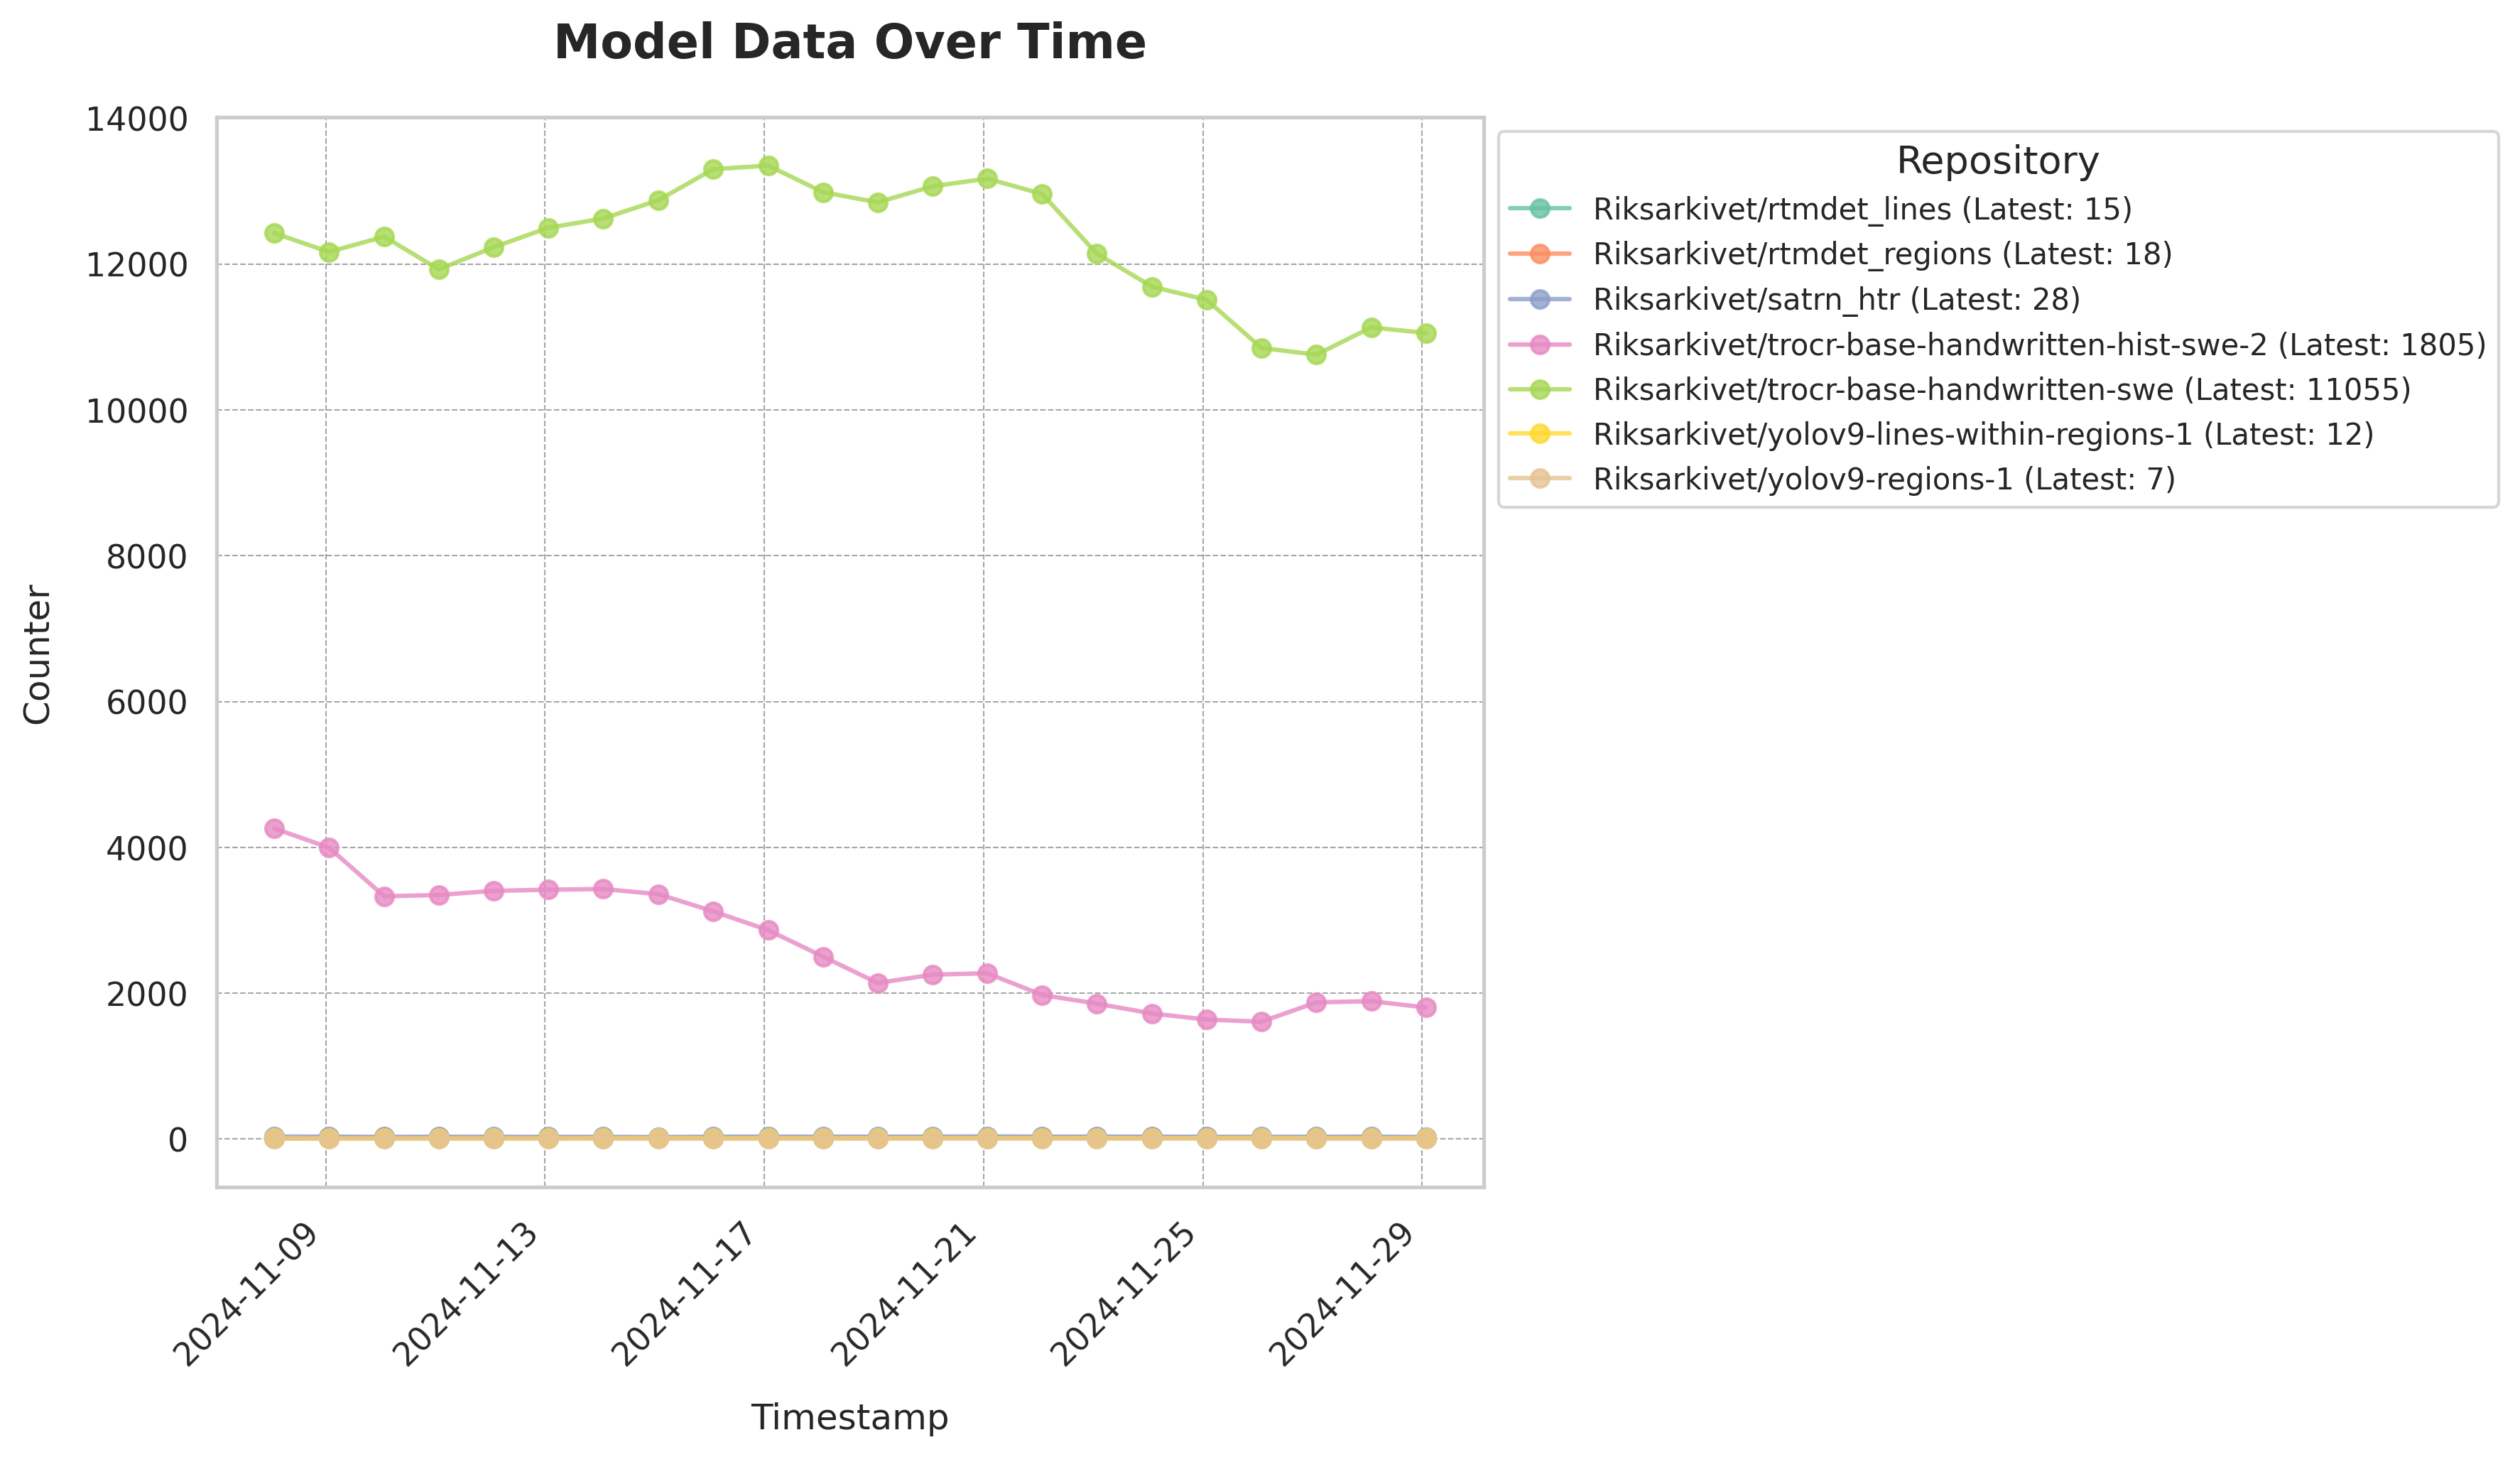 Model Data Over Time
14000
12000
10000
8000
6000
4000
2000
0
Counter
2024-11-09
2024-11-13
2024-11-17
2024-11-21
2024-11-25
2024-11-29
Timestamp
Repository
Riksarkivet/rtmdet_lines (Latest: 15)
Riksarkivet/rtmdet_regions (Latest: 18)
Riksarkivet/satrn_htr (Latest: 28)
Riksarkivet/trocr-base-handwritten-hist-swe-2 (Latest: 1805)
Riksarkivet/trocr-base-handwritten-swe (Latest: 11055)
Riksarkivet/yolov9-lines-within-regions-1 (Latest: 12)
Riksarkivet/yolov9-regions-1 (Latest: 7)